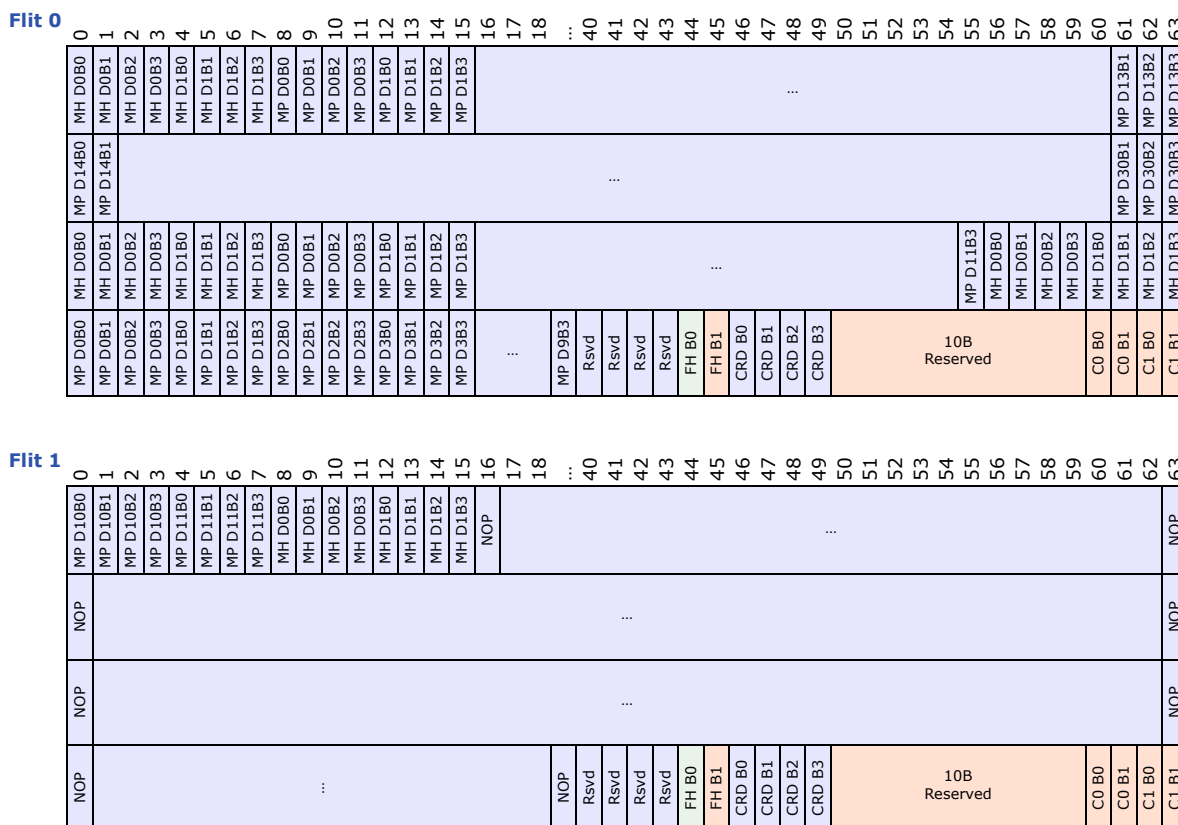 Flit 0
0 1 2 3 4 5 6 7 8 9 10 11 12 13 14 15 16 17 18 ... 40 41 42 43 44 45 46 47 48 49 50 51 52 53 54 55 56 57 58 59 60 61 62 63
MH D0B0 MH D0B1 MH D0B2 MH D0B3 MH D1B0 MH D1B1 MH D1B2 MH D1B3 MP D0B0 MP D0B1 MP D0B2 MP D0B3 MP D1B0 MP D1B1 MP D1B2 MP D1B3 ... MP D13B1 MP D13B2 MP D13B3
MP D14B0 MP D14B1 ... MP D30B1 MP D30B2 MP D30B3
MH D0B0 MH D0B1 MH D0B2 MH D0B3 MH D1B0 MH D1B1 MH D1B2 MH D1B3 MP D0B0 MP D0B1 MP D0B2 MP D0B3 MP D1B0 MP D1B1 MP D1B2 MP D1B3 ... MP D11B3 MH D0B0 MH D0B1 MH D0B2 MH D0B3 MH D1B0 MH D1B1 MH D1B2 MH D1B3
MP D0B0 MP D0B1 MP D0B2 MP D0B3 MP D1B0 MP D1B1 MP D1B2 MP D1B3 MP D2B0 MP D2B1 MP D2B2 MP D2B3 MP D3B0 MP D3B1 MP D3B2 MP D3B3 ... MP D9B3 Rsvd Rsvd Rsvd Rsvd FH B0 FH B1 CRD B0 CRD B1 CRD B2 CRD B3 10B Reserved C0 B0 C0 B1 C1 B0 C1 B1
Flit 1
0 1 2 3 4 5 6 7 8 9 10 11 12 13 14 15 16 17 18 ... 40 41 42 43 44 45 46 47 48 49 50 51 52 53 54 55 56 57 58 59 60 61 62 63
MP D10B0 MP D10B1 MP D10B2 MP D10B3 MP D11B0 MP D11B1 MP D11B2 MP D11B3 MH D0B0 MH D0B1 MH D0B2 MH D0B3 MH D1B0 MH D1B1 MH D1B2 MH D1B3 NOP ... NOP
NOP ... NOP
NOP ... NOP
NOP ... NOP Rsvd Rsvd Rsvd Rsvd FH B0 FH B1 CRD B0 CRD B1 CRD B2 CRD B3 10B Reserved C0 B0 C0 B1 C1 B0 C1 B1